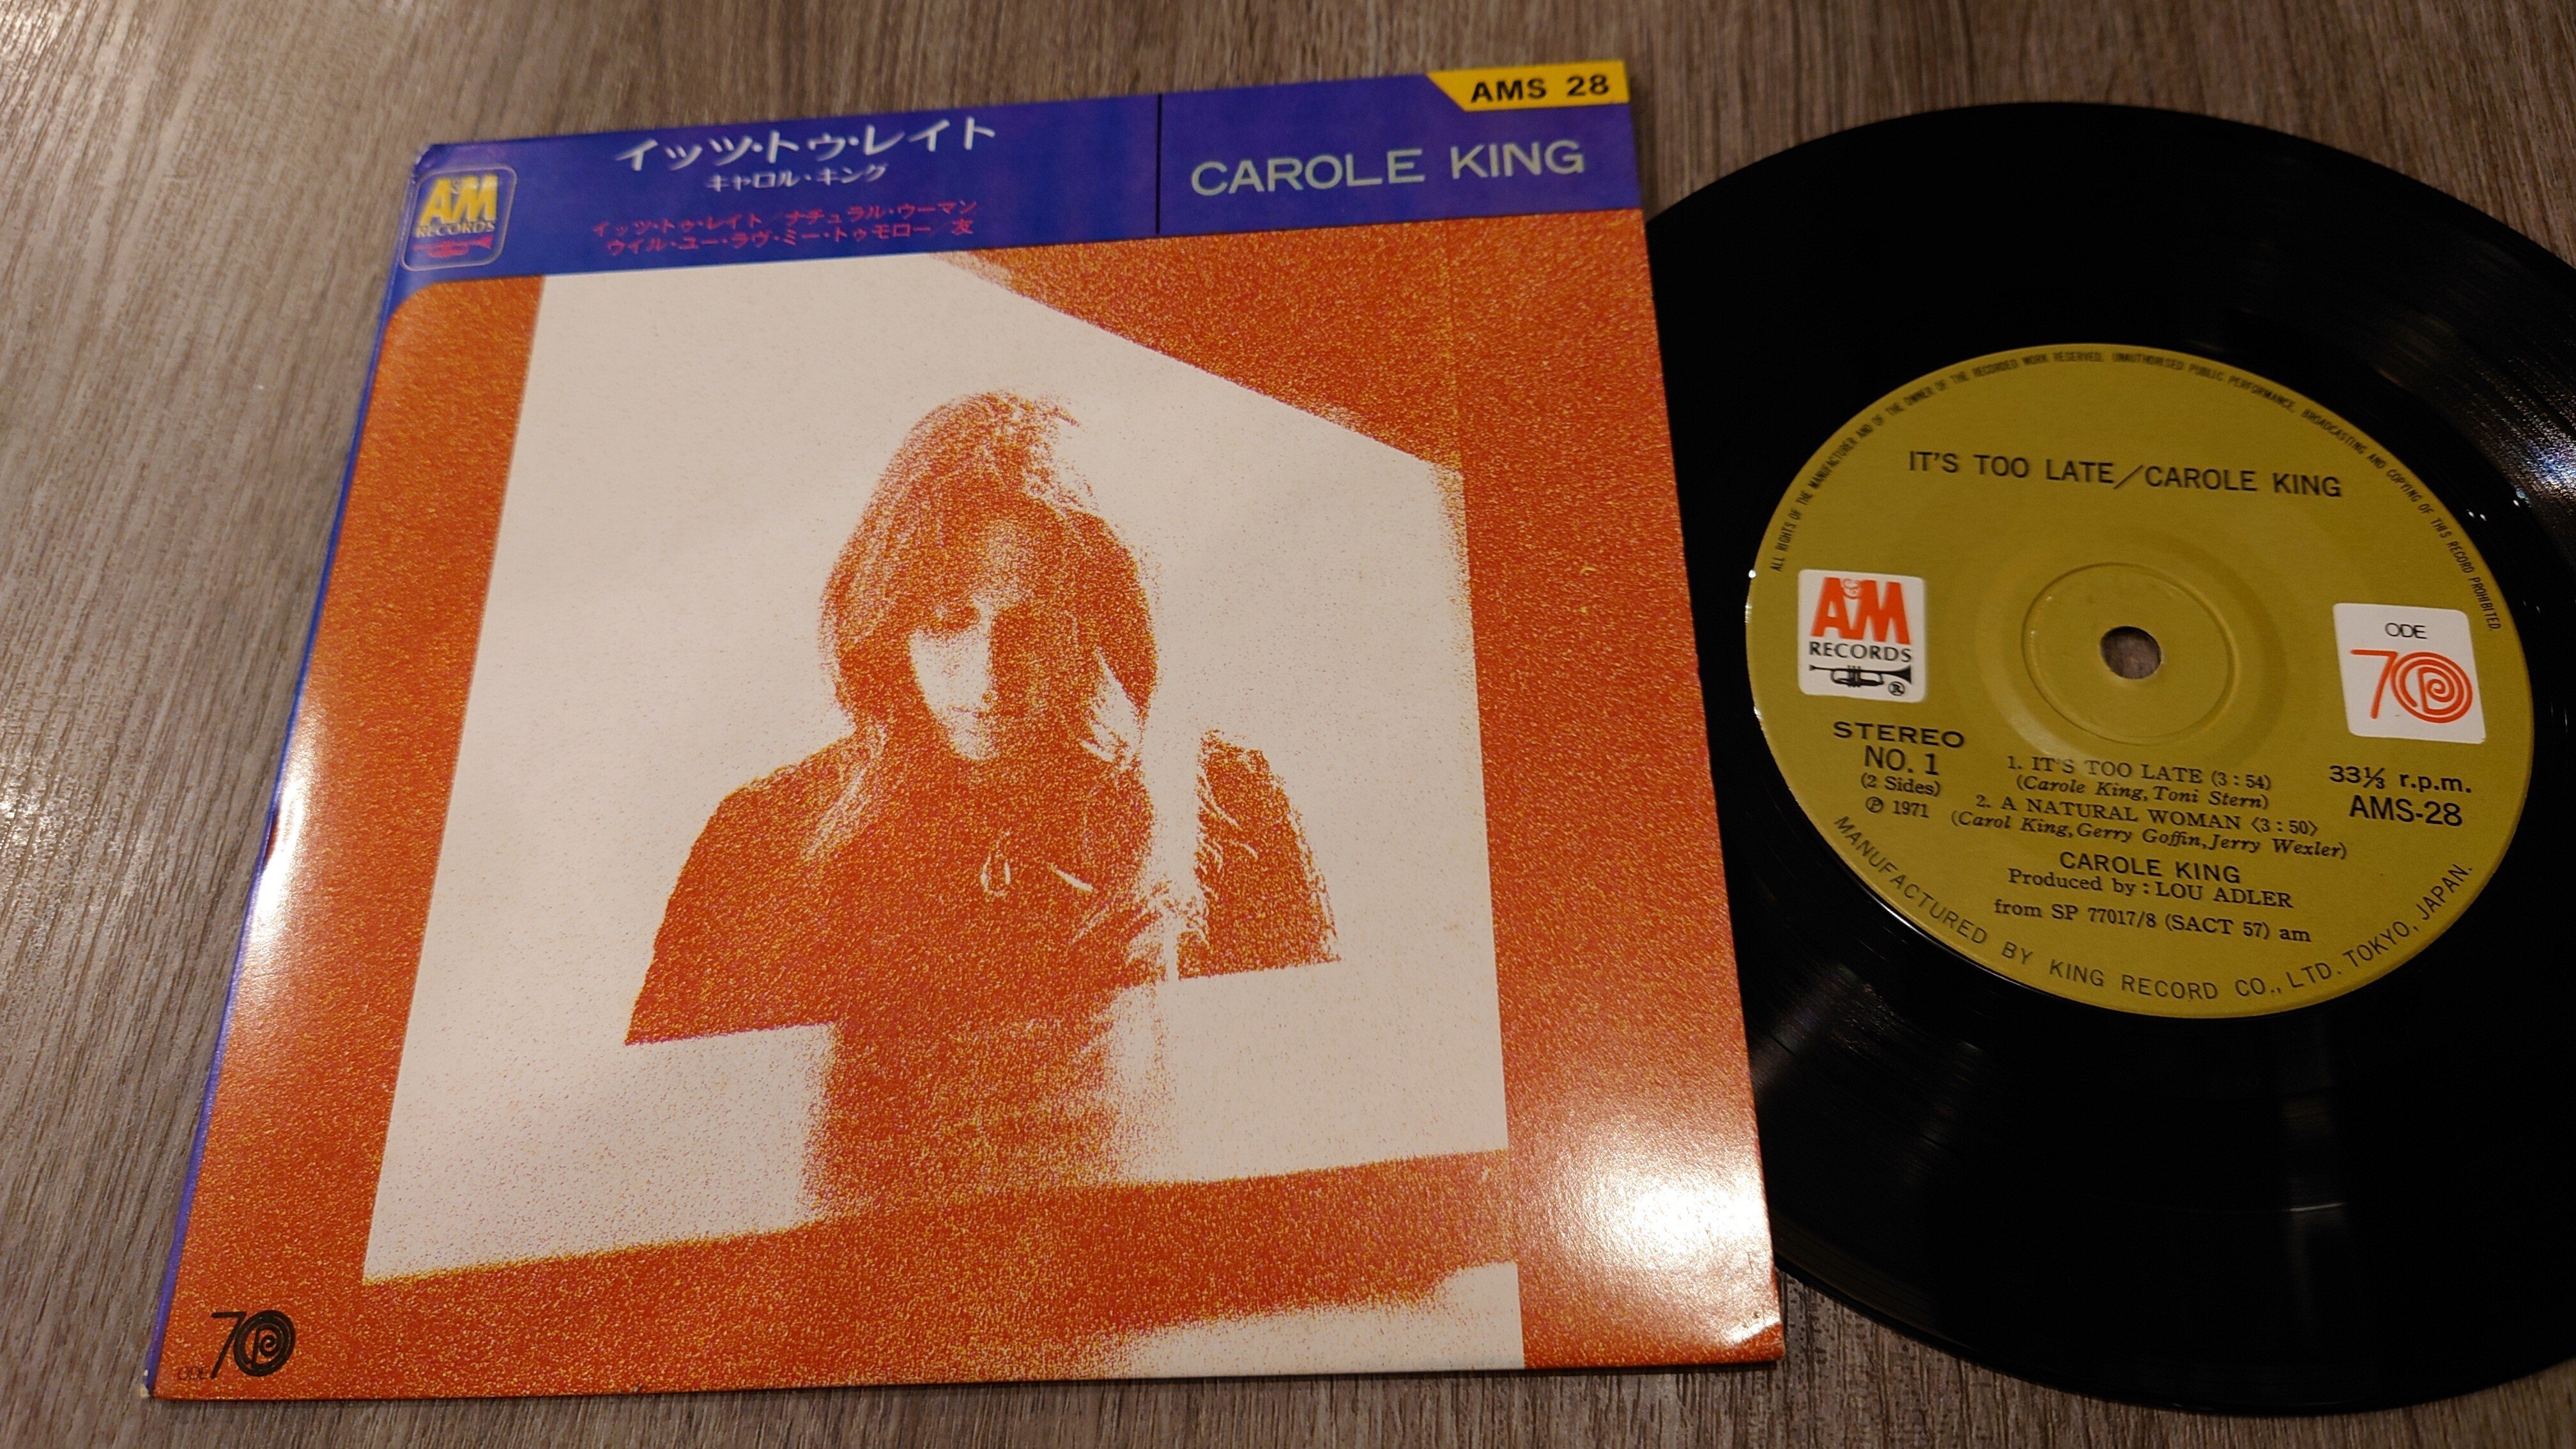 AMS 28
イッツ・トゥ・レイト
キャロル・キング
イッツ・トゥ・レイト/ナチュラル・ウーマン
ウイル・ユー・ラヴ・ミー・トゥモロー/友
CAROLE KING
A&M
RECORDS
ODE 70
ALL RIGHTS OF THE MANUFACTURER AND OF THE OWNER OF THE RECORDED WORK RESERVED. UNAUTHORISED PUBLIC PERFORMANCE, BROADCASTING AND COPYING OF THIS RECORD PROHIBITED.
IT'S TOO LATE/CAROLE KING
A&M
RECORDS
®
ODE
70
STEREO
NO. 1
(2 Sides)
Ⓟ 1971
1. IT'S TOO LATE (3:54)
(Carole King, Toni Stern)
2. A NATURAL WOMAN 〈3:50〉
(Carol King, Gerry Goffin, Jerry Wexler)
33⅓ r.p.m.
AMS-28
CAROLE KING
Produced by: LOU ADLER
from SP 77017/8 (SACT 57) am
MANUFACTURED BY KING RECORD CO., LTD. TOKYO, JAPAN.